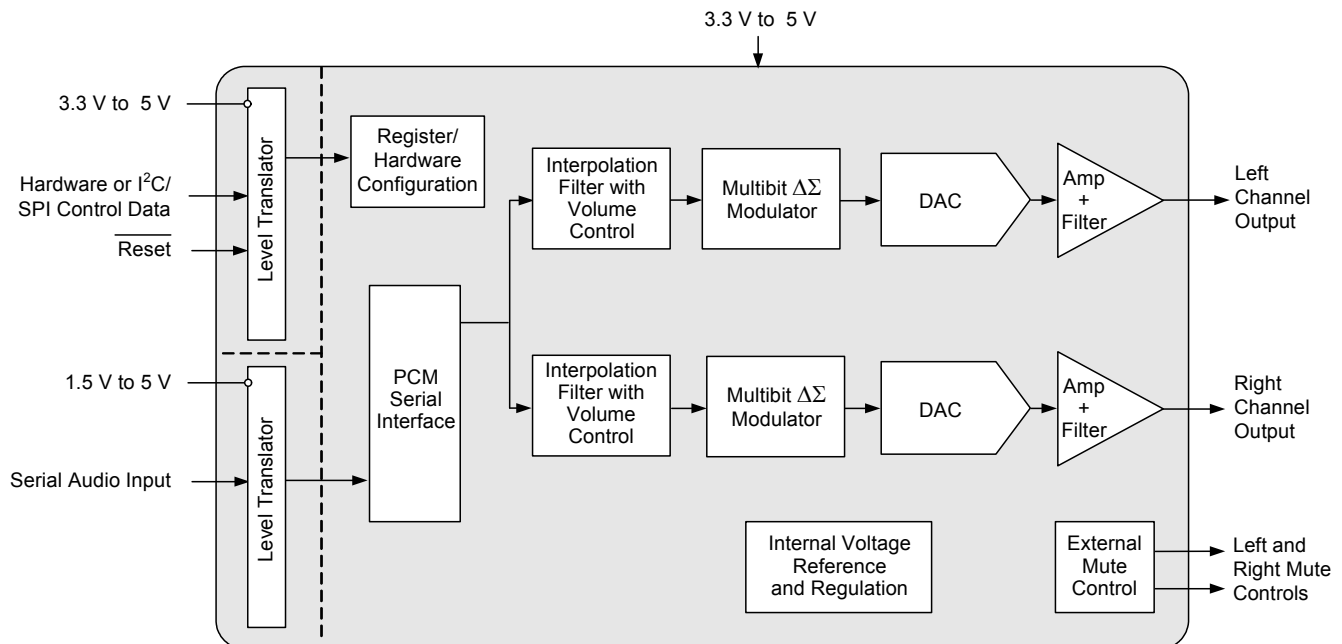 3.3 V to 5 V
3.3 V to 5 V
Hardware or I²C/
SPI Control Data
Reset
Level Translator
Register/
Hardware
Configuration
1.5 V to 5 V
Serial Audio Input
Level Translator
PCM
Serial
Interface
Interpolation
Filter with
Volume
Control
Multibit ΔΣ
Modulator
DAC
Amp
+
Filter
Left
Channel
Output
Interpolation
Filter with
Volume
Control
Multibit ΔΣ
Modulator
DAC
Amp
+
Filter
Right
Channel
Output
Internal Voltage
Reference
and Regulation
External
Mute
Control
Left and
Right Mute
Controls